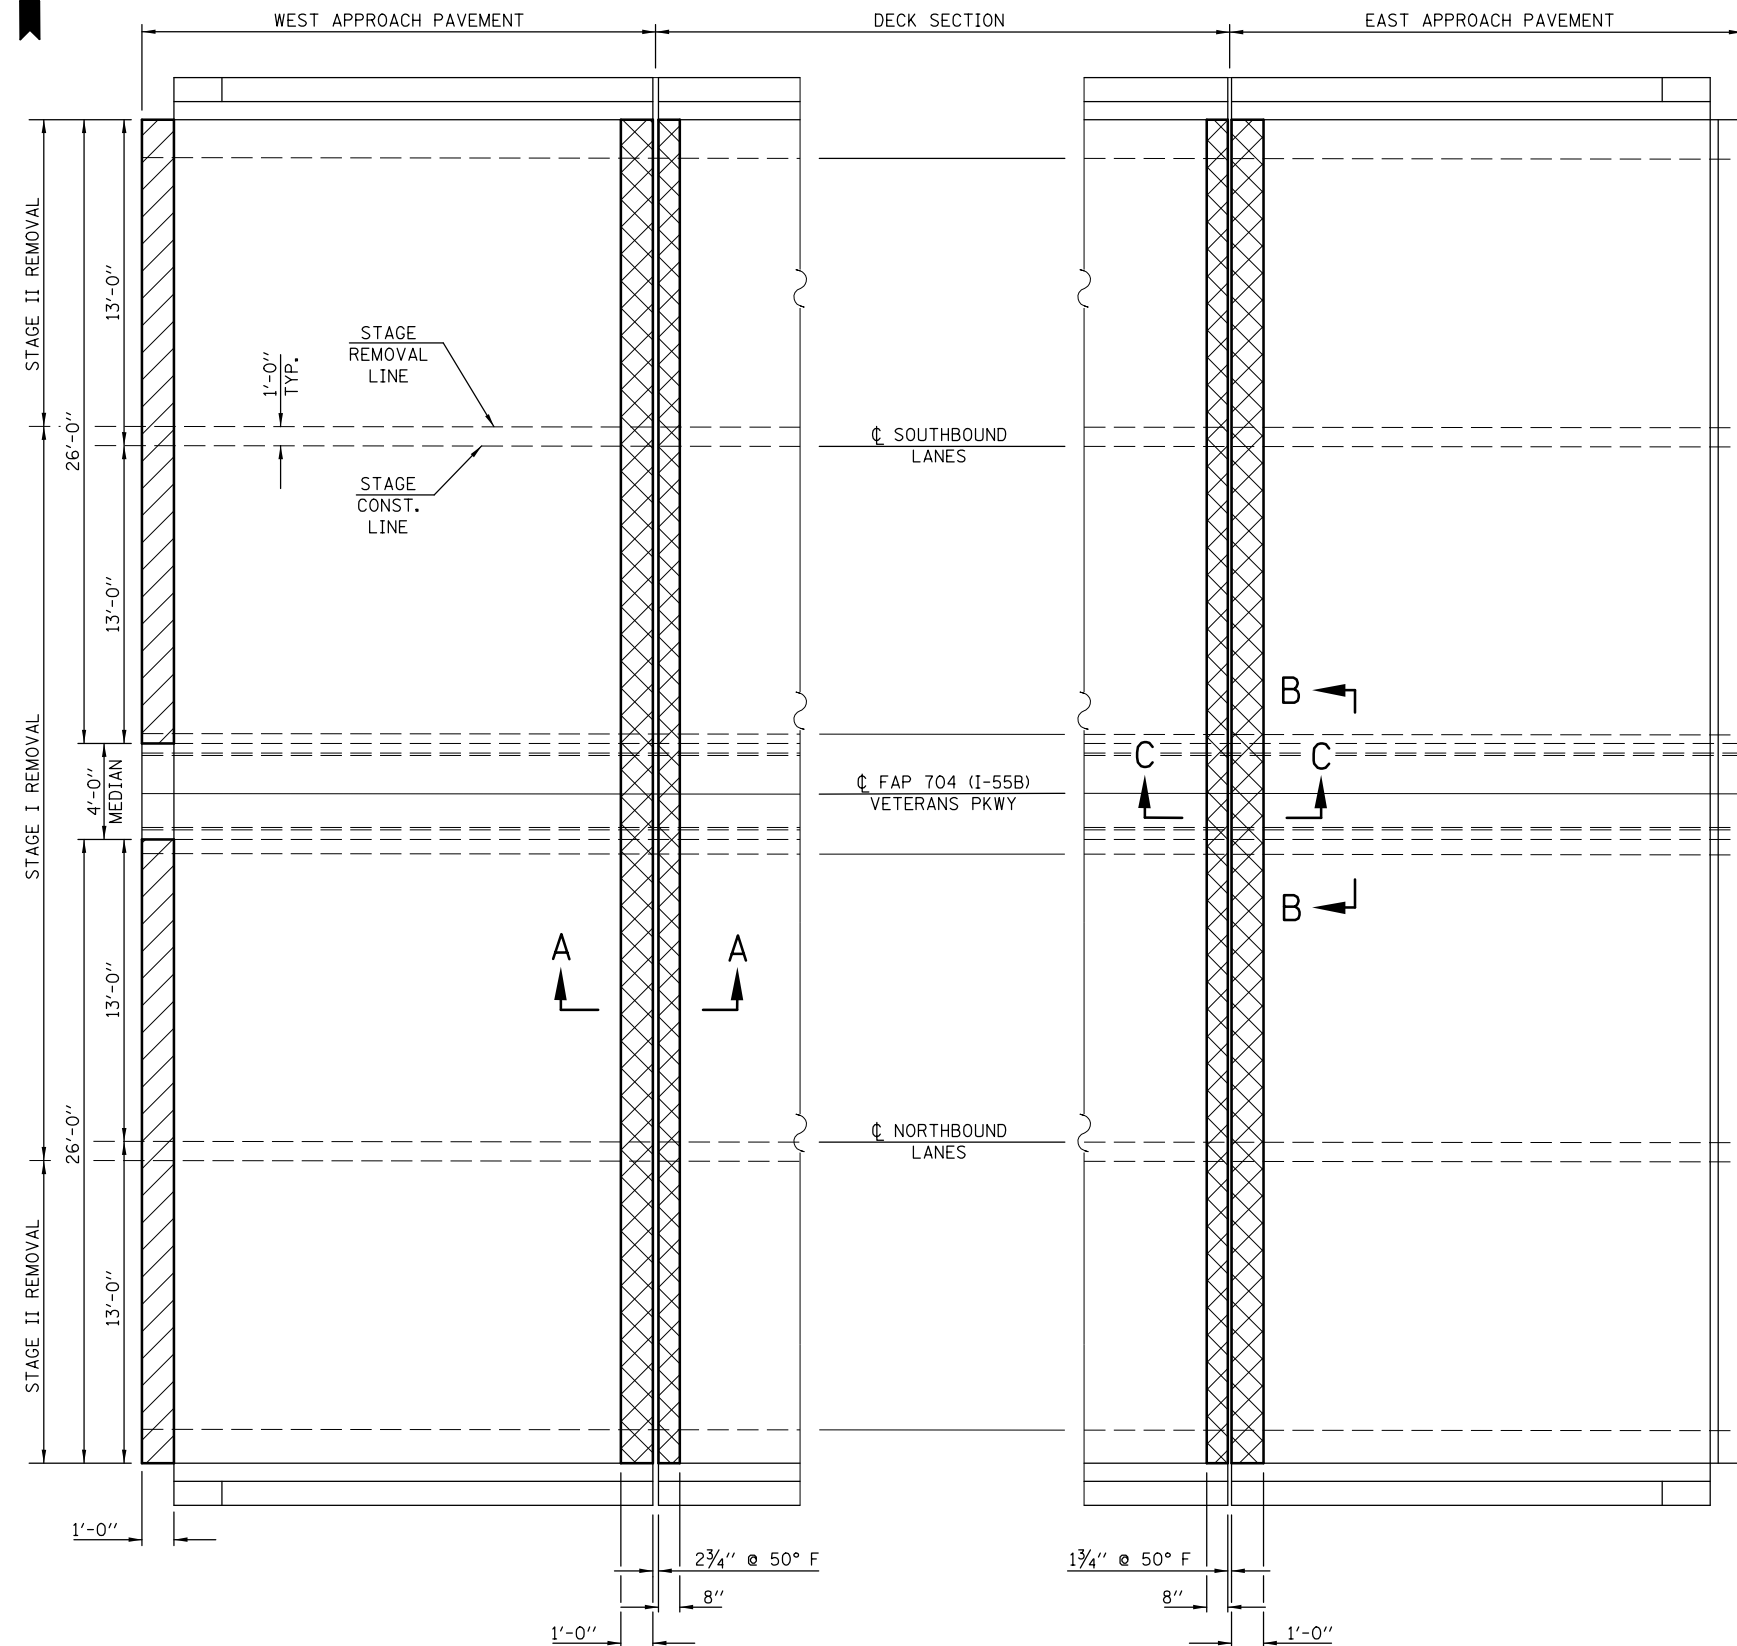 WEST APPROACH PAVEMENT
DECK SECTION
EAST APPROACH PAVEMENT
STAGE II REMOVAL
13'-0''
26'-0''
1'-0''
TYP.
STAGE
REMOVAL
LINE
STAGE
CONST.
LINE
℄ SOUTHBOUND
LANES
13'-0''
STAGE I REMOVAL
4'-0''
MEDIAN
℄ FAP 704 (I-55B)
VETERANS PKWY
B
C
C
B
A
A
13'-0''
26'-0''
℄ NORTHBOUND
LANES
STAGE II REMOVAL
13'-0''
1'-0''
2¾'' @ 50° F
1¾'' @ 50° F
8''
8''
1'-0''
1'-0''